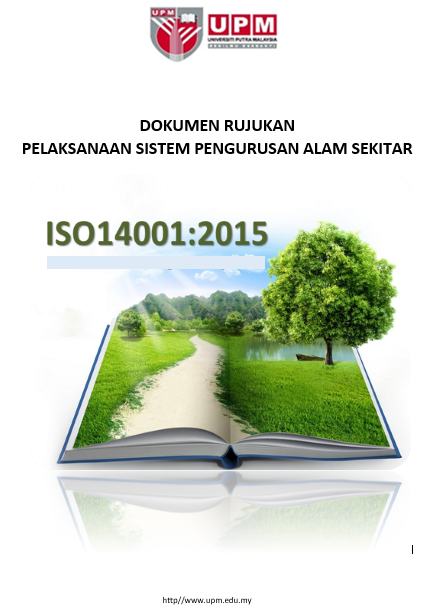 UPM
UPM
UNIVERSITI PUTRA MALAYSIA
BERILMU BERBAKTI
DOKUMEN RUJUKAN
PELAKSANAAN SISTEM PENGURUSAN ALAM SEKITAR
ISO14001:2015
http//www.upm.edu.my